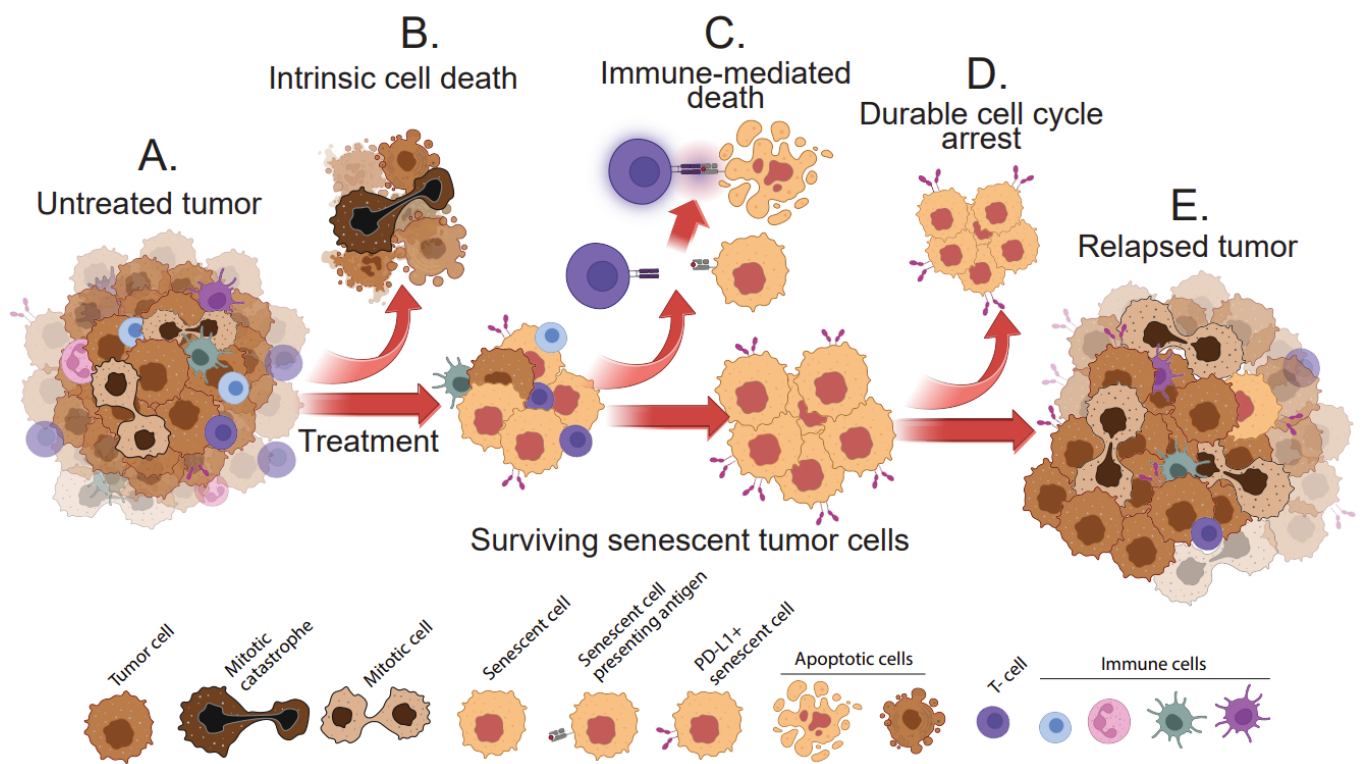 A.
Untreated tumor
B.
Intrinsic cell death
C.
Immune-mediated
death
D.
Durable cell cycle
arrest
E.
Relapsed tumor
Treatment
Surviving senescent tumor cells
Tumor cell
Mitotic
catastrophe
Mitotic cell
Senescent cell
Senescent cell
presenting antigen
PD-L1+
senescent cell
Apoptotic cells
T- cell
Immune cells